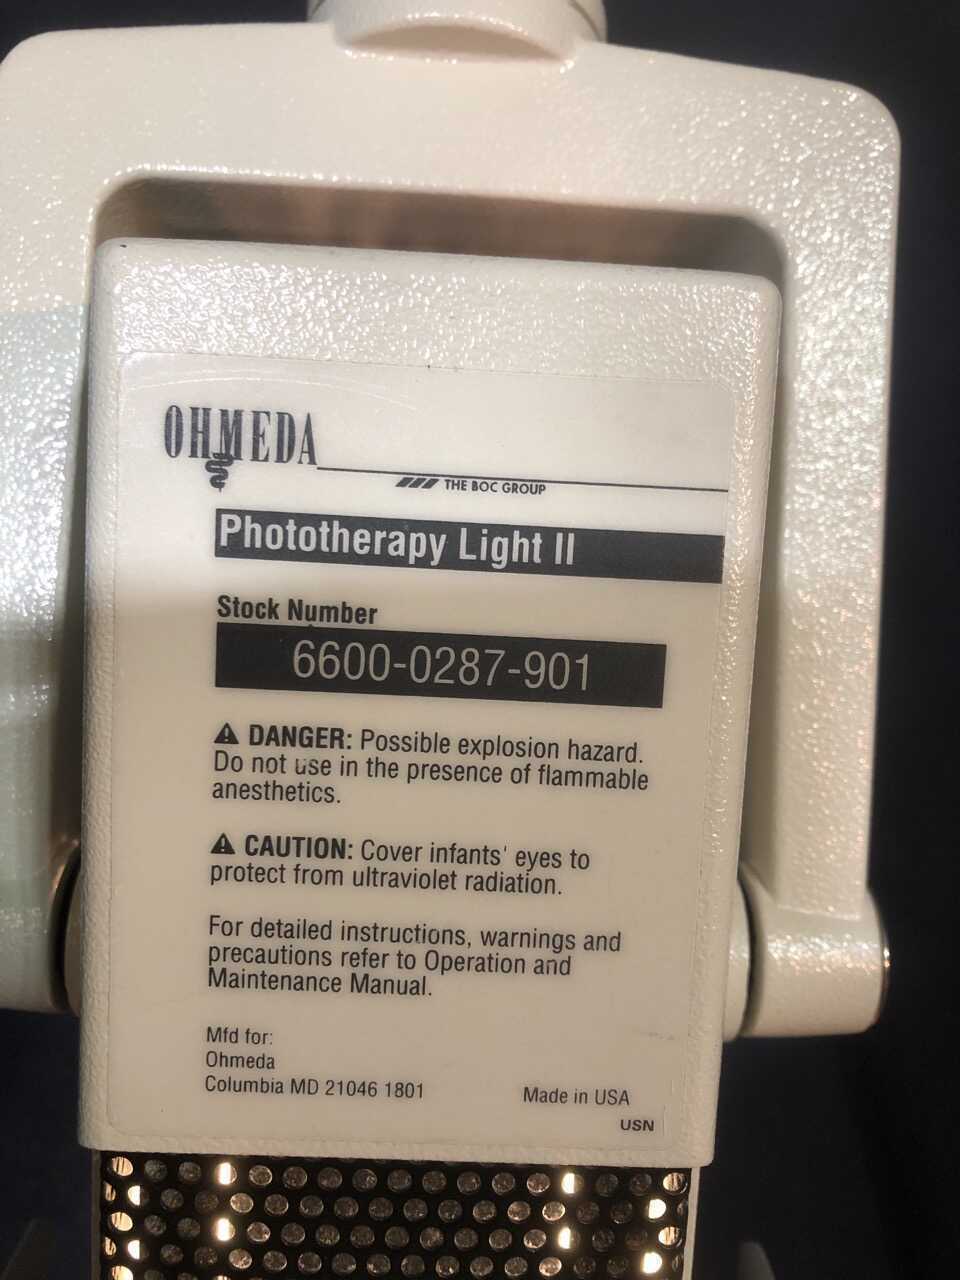 OHMEDA
THE BOC GROUP
Phototherapy Light II
Stock Number
6600-0287-901
DANGER: Possible explosion hazard.
Do not use in the presence of flammable
anesthetics.
CAUTION: Cover infants' eyes to
protect from ultraviolet radiation.
For detailed instructions, warnings and
precautions refer to Operation and
Maintenance Manual.
Mfd for:
Ohmeda
Columbia MD 21046 1801
Made in USA
USN